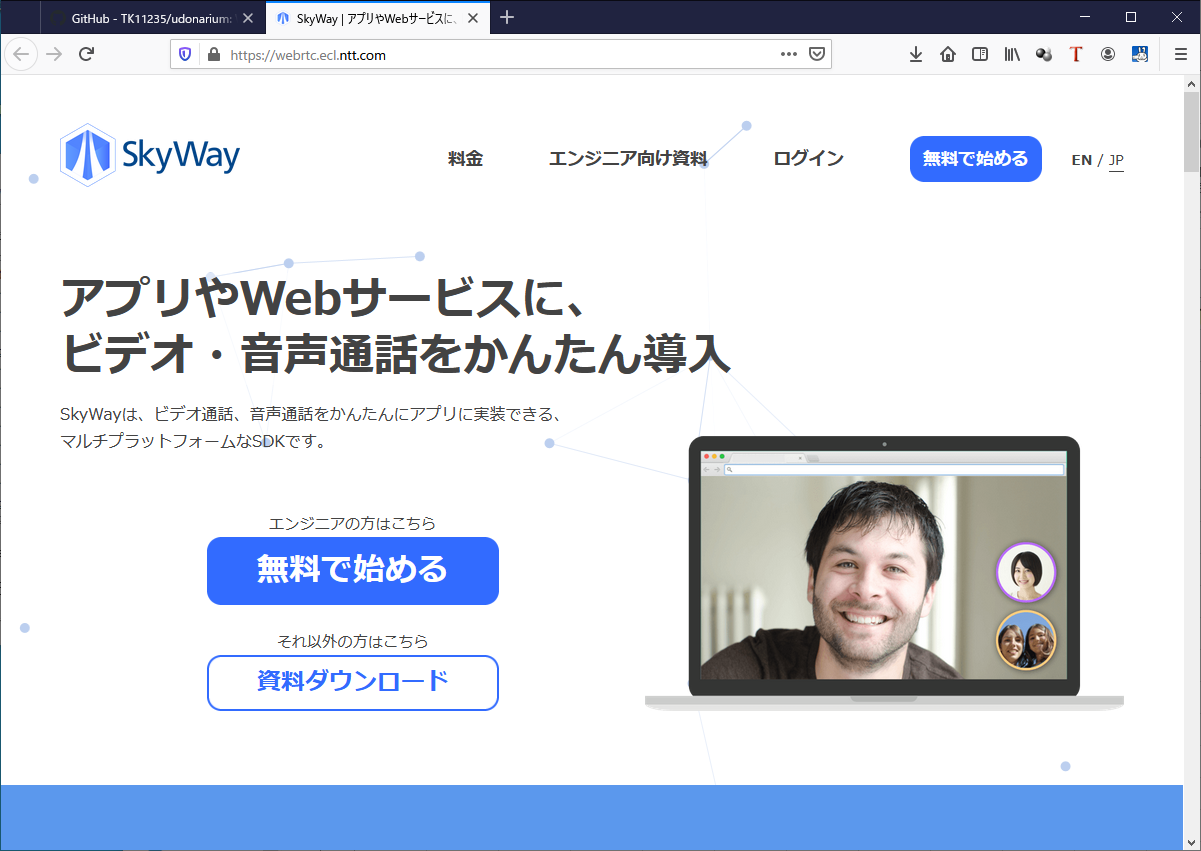 GitHub - TK11235/udonarium:
SkyWay | アプリやWebサービスに、
https://webrtc.ecl.ntt.com
SkyWay
料金
エンジニア向け資料
ログイン
無料で始める
EN / JP
アプリやWebサービスに、
ビデオ・音声通話をかんたん導入
SkyWayは、ビデオ通話、音声通話をかんたんにアプリに実装できる、
マルチプラットフォームなSDKです。
エンジニアの方はこちら
無料で始める
それ以外の方はこちら
資料ダウンロード